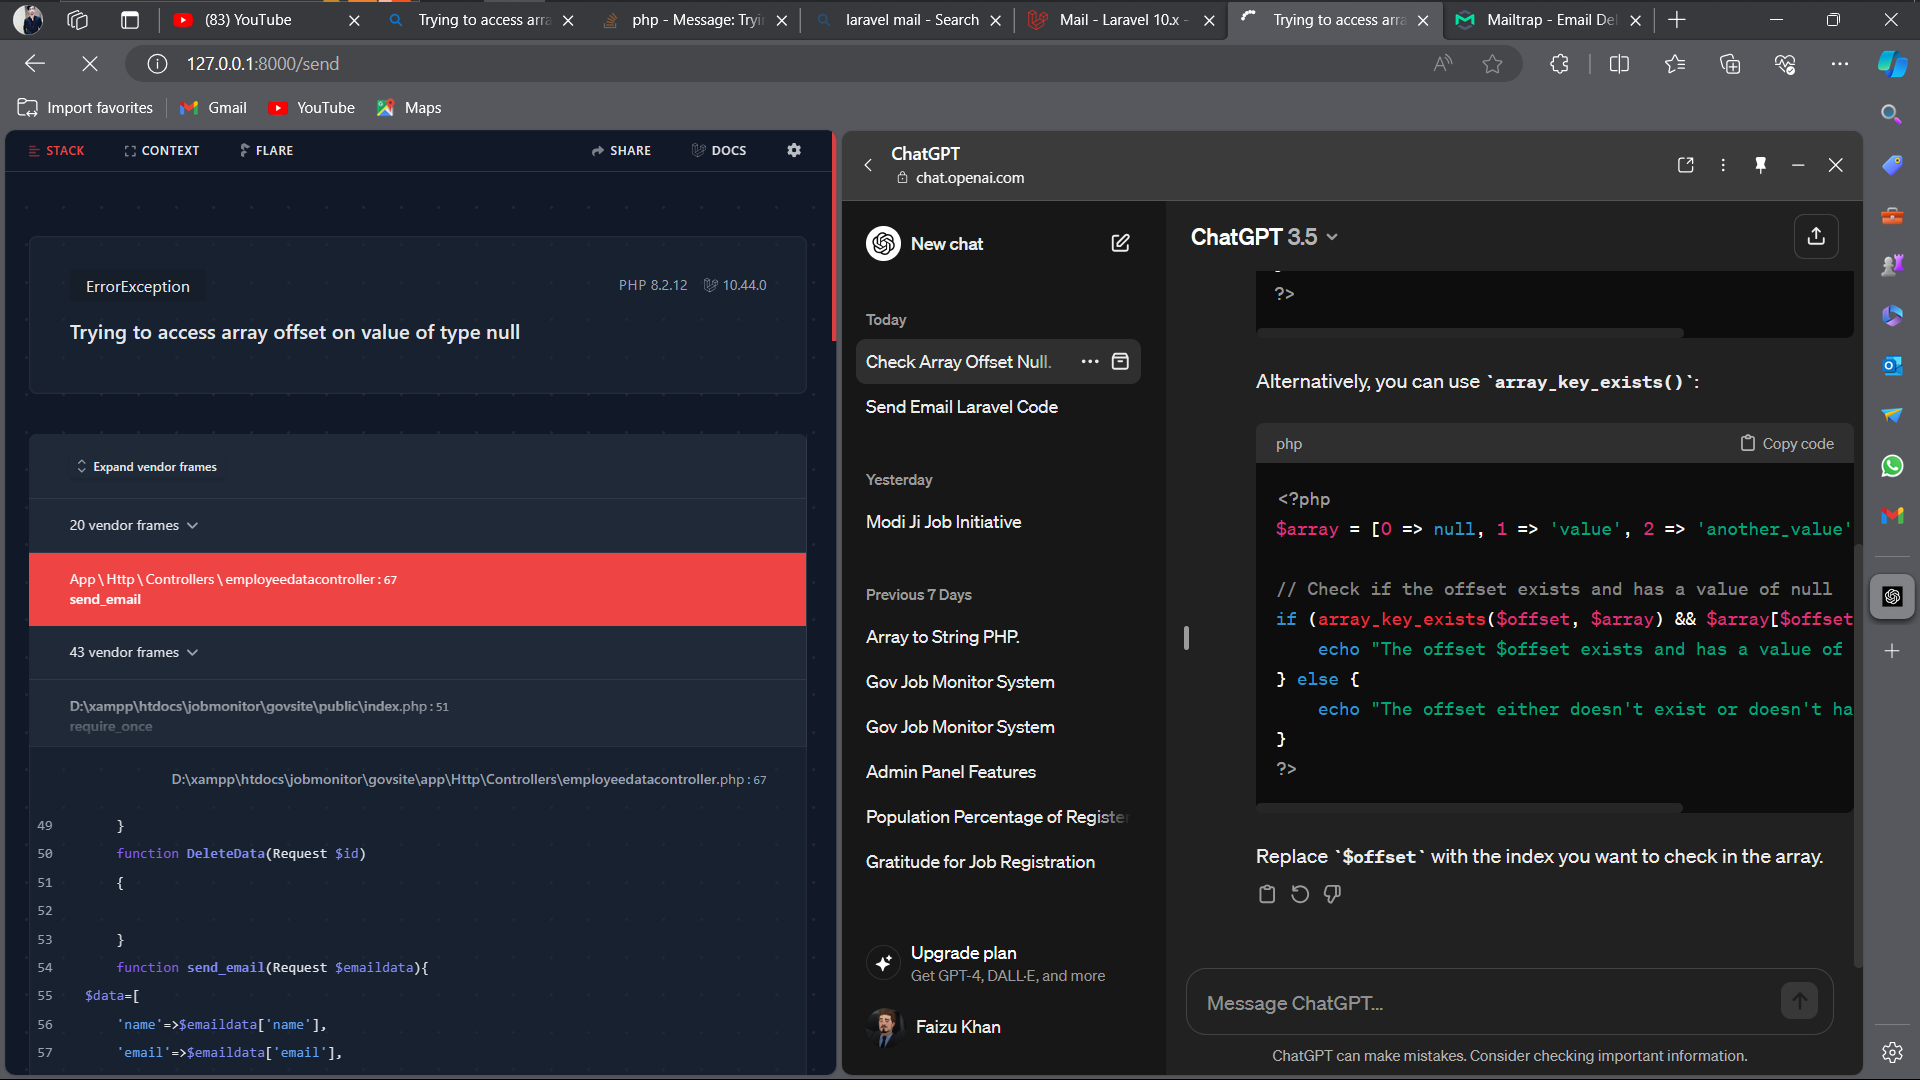 (83) YouTube
Trying to access arra
php - Message: Tryi
laravel mail - Search
Mail - Laravel 10.x -
Trying to access arra
Mailtrap - Email De
127.0.0.1:8000/send
Import favorites
Gmail
YouTube
Maps
STACK
CONTEXT
FLARE
SHARE
DOCS
ErrorException
PHP 8.2.12
10.44.0
Trying to access array offset on value of type null
Expand vendor frames
20 vendor frames
App \ Http \ Controllers \ employeedatacontroller : 67
send_email
43 vendor frames
D:\xampp\htdocs\jobmonitor\govsite\public\index.php : 51
require_once
D:\xampp\htdocs\jobmonitor\govsite\app\Http\Controllers\employeedatacontroller.php : 67
49 }
50 function DeleteData(Request $id)
51 {
52
53 }
54 function send_email(Request $emaildata){
55 $data=[
56 'name'=>$emaildata['name'],
57 'email'=>$emaildata['email'],
ChatGPT
chat.openai.com
New chat
Today
Check Array Offset Null.
Send Email Laravel Code
Yesterday
Modi Ji Job Initiative
Previous 7 Days
Array to String PHP.
Gov Job Monitor System
Gov Job Monitor System
Admin Panel Features
Population Percentage of Register
Gratitude for Job Registration
Upgrade plan
Get GPT-4, DALL·E, and more
Faizu Khan
ChatGPT 3.5
?>
Alternatively, you can use `array_key_exists()`:
php
Copy code
<?php
$array = [0 => null, 1 => 'value', 2 => 'another_value'
// Check if the offset exists and has a value of null
if (array_key_exists($offset, $array) && $array[$offset
echo "The offset $offset exists and has a value of
} else {
echo "The offset either doesn't exist or doesn't ha
}
?>
Replace `$offset` with the index you want to check in the array.
Message ChatGPT...
ChatGPT can make mistakes. Consider checking important information.